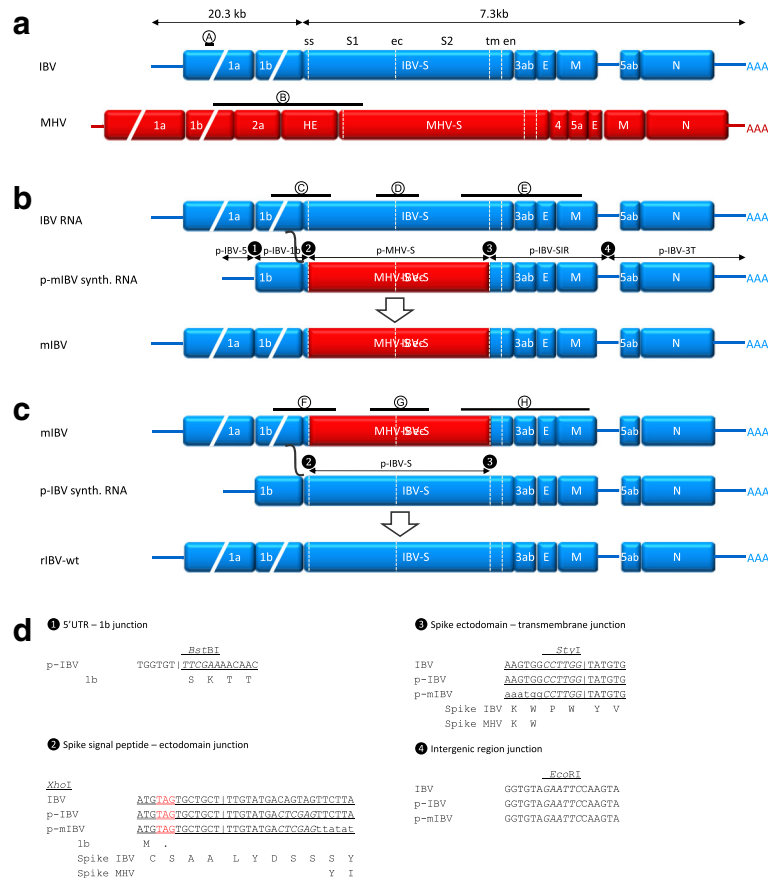 a
20.3 kb 7.3kb
A
ss S1 ec S2 tm en
IBV 1a 1b IBV-S 3ab E M 5ab N AAA
B
MHV 1a 1b 2a HE MHV-S 4 5a E M N AAA
b
C D E
IBV RNA 1a 1b IBV-S 3ab E M 5ab N AAA
p-IBV-5 1 p-IBV-1b 2 p-MHV-S 3 p-IBV-SIR 4 p-IBV-3T
p-mIBV synth. RNA 1b 3ab E M 5ab N AAA
mIBV 1a 1b 3ab E M 5ab N AAA
c
F G H
mIBV 1a 1b 3ab E M 5ab N AAA
2 p-IBV-S 3
p-IBV synth. RNA 1b IBV-S 3ab E M 5ab N AAA
rIBV-wt 1a 1b IBV-S 3ab E M 5ab N AAA
d
1 5'UTR – 1b junction
BstBI
p-IBV TGGTGT|TTCGAAAACAAC
1b S K T T
2 Spike signal peptide – ectodomain junction
XhoI
IBV ATGTAGTGCTGCT|TTGTATGACAGTAGTTCTTA
p-IBV ATGTAGTGCTGCT|TTGTATGACTCGAGTTCTTA
p-mIBV ATGTAGTGCTGCT|TTGTATGACTCGAGttatat
1b M .
Spike IBV C S A A L Y D S S S Y
Spike MHV Y I
3 Spike ectodomain – transmembrane junction
StyI
IBV AAGTGGCCTTGG|TATGTG
p-IBV AAGTGGCCTTGG|TATGTG
p-mIBV aaatggCCTTGG|TATGTG
Spike IBV K W P W Y V
Spike MHV K W
4 Intergenic region junction
EcoRI
IBV GGTGTAGAATTCCAAGTA
p-IBV GGTGTAGAATTCCAAGTA
p-mIBV GGTGTAGAATTCCAAGTA